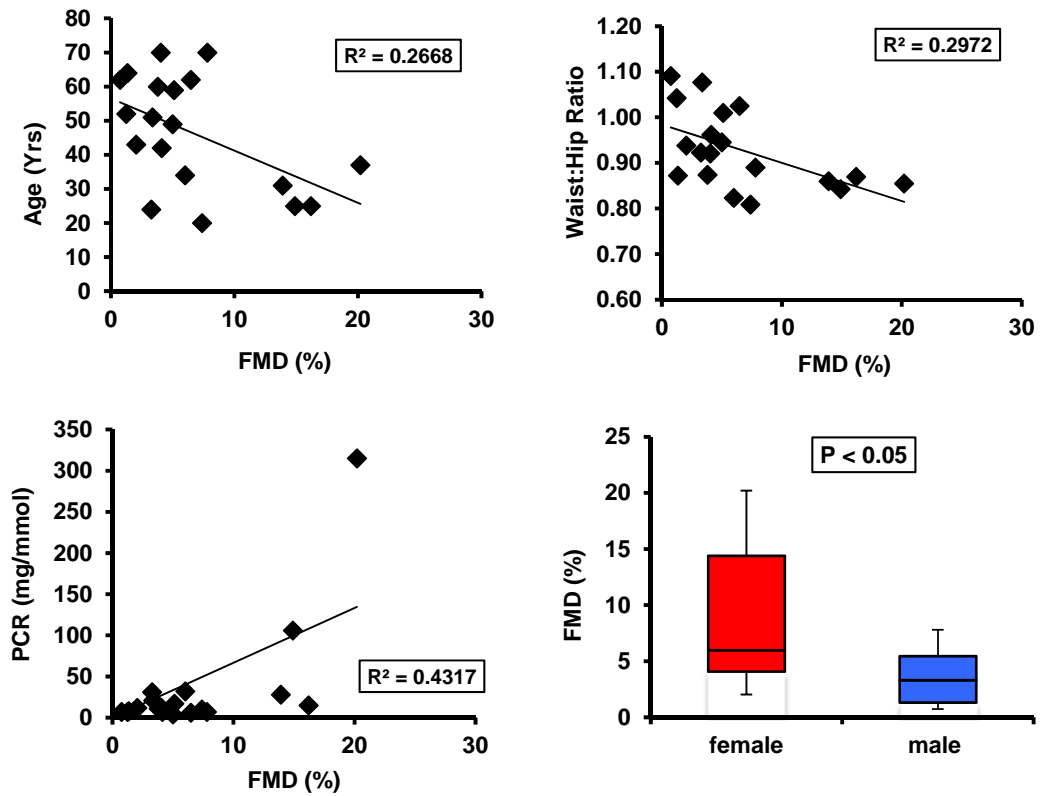 80
70
60
50
40
30
20
10
0
Age (Yrs)
R² = 0.2668
0 10 20 30
FMD (%)
1.10
1.00
0.90
0.80
0.70
0.60
Waist:Hip Ratio
R² = 0.2972
0 10 20 30
FMD (%)
350
300
250
200
150
100
50
0
PCR (mg/mmol)
R² = 0.4317
0 10 20 30
FMD (%)
25
20
15
10
5
0
FMD (%)
P < 0.05
female male